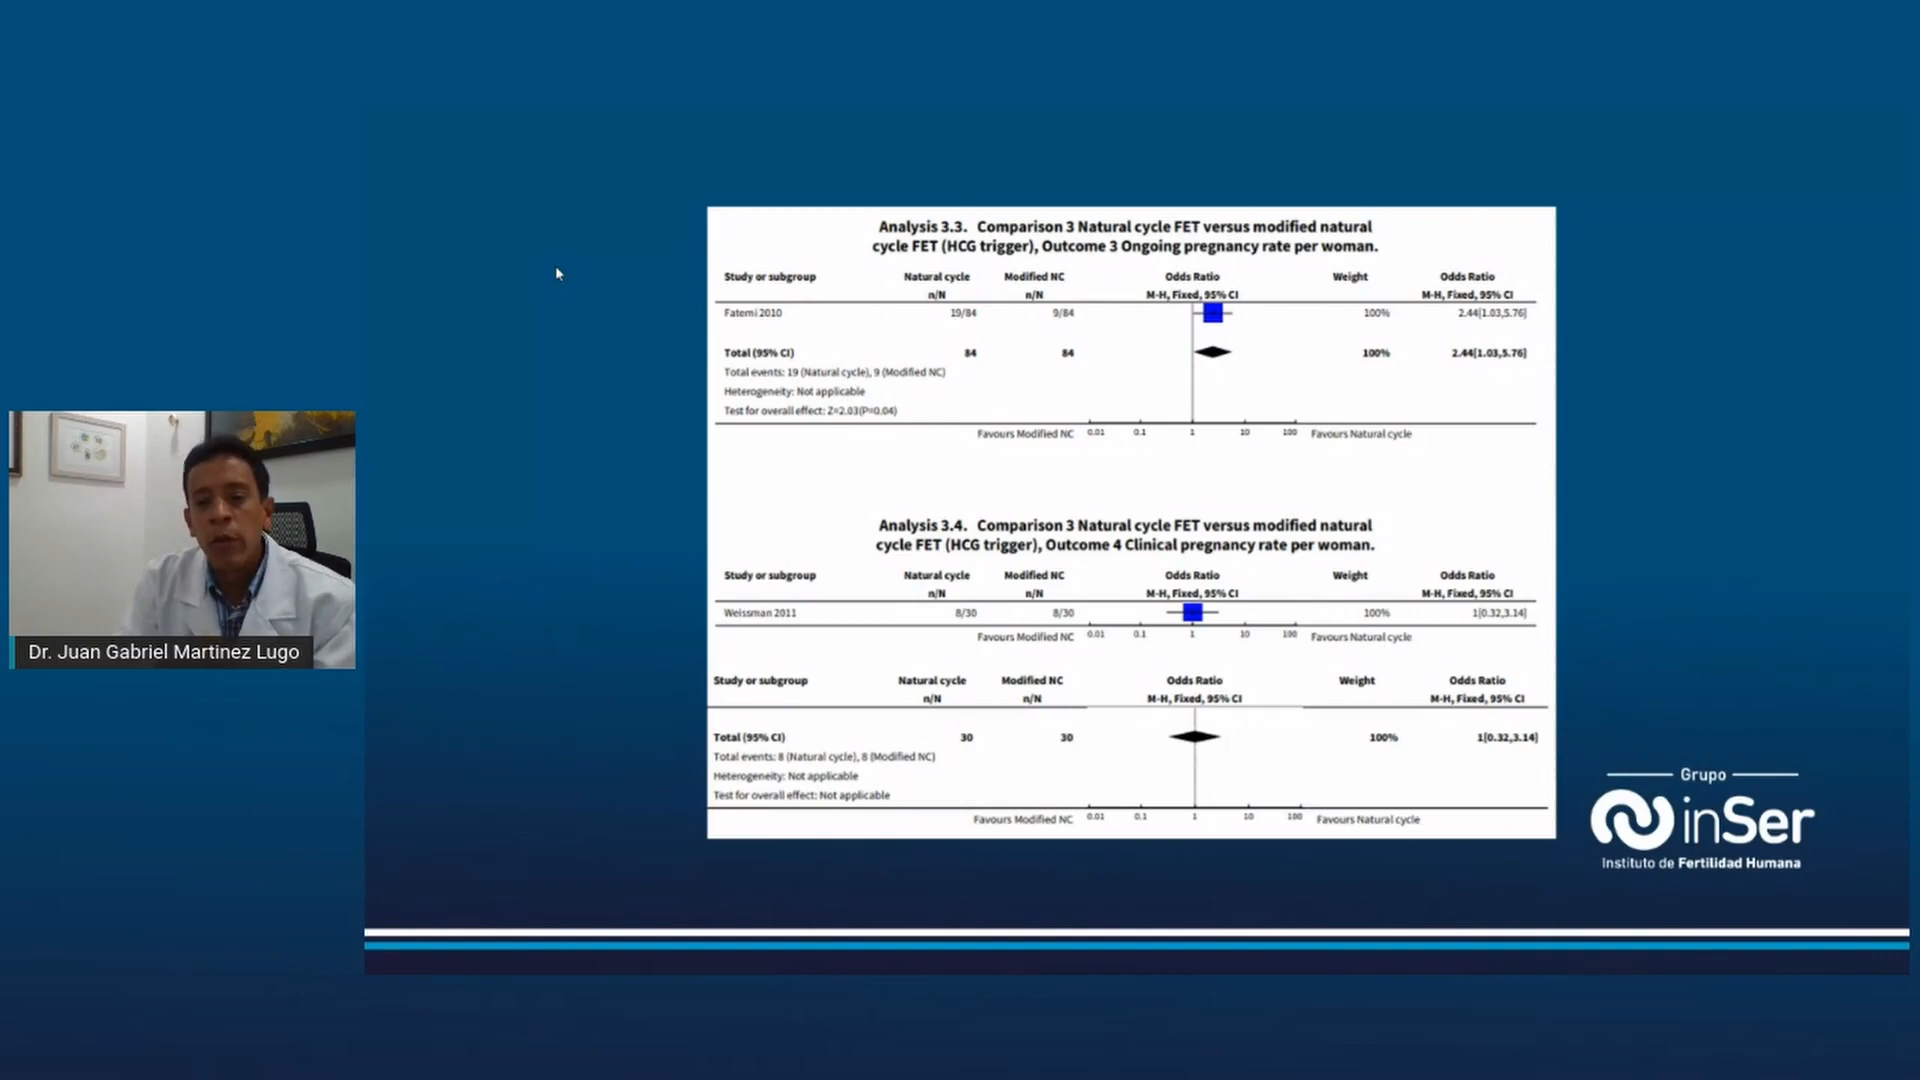 Analysis 3.3. Comparison 3 Natural cycle FET versus modified natural
cycle FET (HCG trigger), Outcome 3 Ongoing pregnancy rate per woman.
Study or subgroup Natural cycle Modified NC Odds Ratio Weight Odds Ratio
n/N n/N M-H, Fixed, 95% CI M-H, Fixed, 95% CI
Fatemi 2010 19/84 9/84 100% 2.44[1.03,5.76]
Total (95% CI) 84 84 100% 2.44[1.03,5.76]
Total events: 19 (Natural cycle), 9 (Modified NC)
Heterogeneity: Not applicable
Test for overall effect: Z=2.03(P=0.04)
Favours Modified NC 0.01 0.1 1 10 100 Favours Natural cycle
Analysis 3.4. Comparison 3 Natural cycle FET versus modified natural
cycle FET (HCG trigger), Outcome 4 Clinical pregnancy rate per woman.
Study or subgroup Natural cycle Modified NC Odds Ratio Weight Odds Ratio
n/N n/N M-H, Fixed, 95% CI M-H, Fixed, 95% CI
Weissman 2011 8/30 8/30 100% 1[0.32,3.14]
Favours Modified NC 0.01 0.1 1 10 100 Favours Natural cycle
Study or subgroup Natural cycle Modified NC Odds Ratio Weight Odds Ratio
n/N n/N M-H, Fixed, 95% CI M-H, Fixed, 95% CI
Total (95% CI) 30 30 100% 1[0.32,3.14]
Total events: 8 (Natural cycle), 8 (Modified NC)
Heterogeneity: Not applicable
Test for overall effect: Not applicable
Favours Modified NC 0.01 0.1 1 10 100 Favours Natural cycle
Dr. Juan Gabriel Martinez Lugo
Grupo
inSer
Instituto de Fertilidad Humana